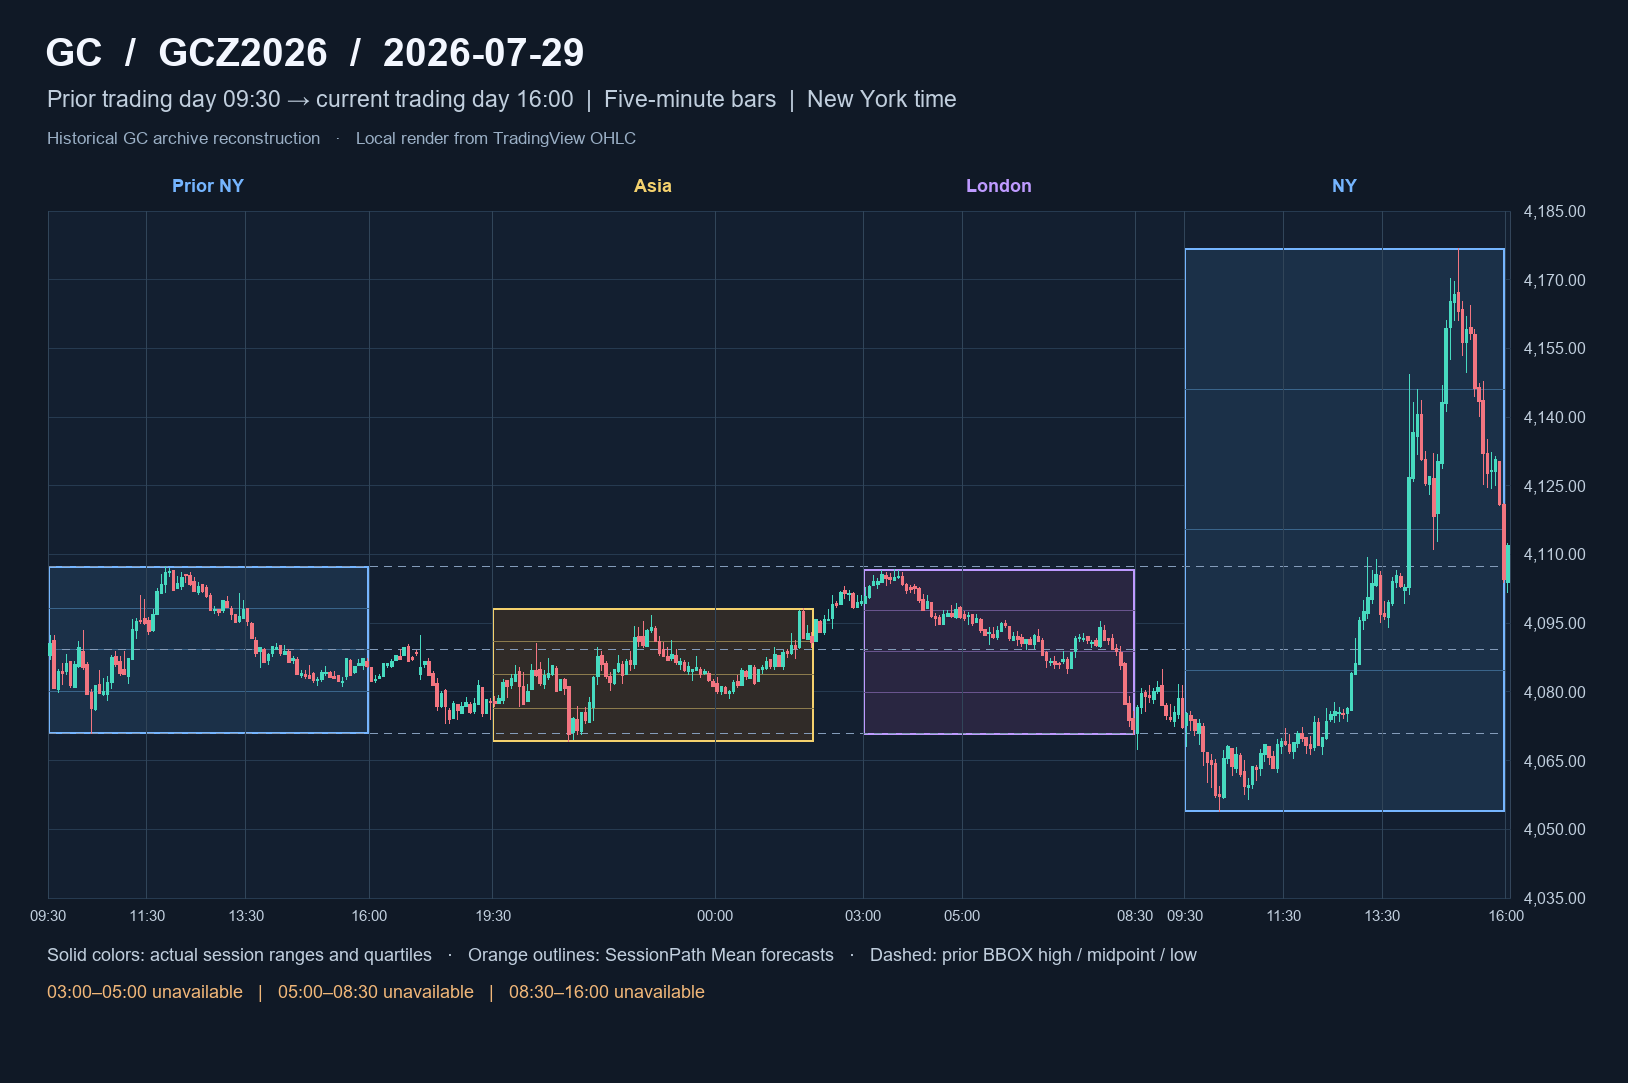 GC / GCZ2026 / 2026-07-29
Prior trading day 09:30 → current trading day 16:00 | Five-minute bars | New York time
Historical GC archive reconstruction · Local render from TradingView OHLC
Prior NY Asia London NY
4,185.00
4,170.00
4,155.00
4,140.00
4,125.00
4,110.00
4,095.00
4,080.00
4,065.00
4,050.00
4,035.00
09:30 11:30 13:30 16:00 19:30 00:00 03:00 05:00 08:30 09:30 11:30 13:30 16:00
Solid colors: actual session ranges and quartiles · Orange outlines: SessionPath Mean forecasts · Dashed: prior BBOX high / midpoint / low
03:00–05:00 unavailable | 05:00–08:30 unavailable | 08:30–16:00 unavailable